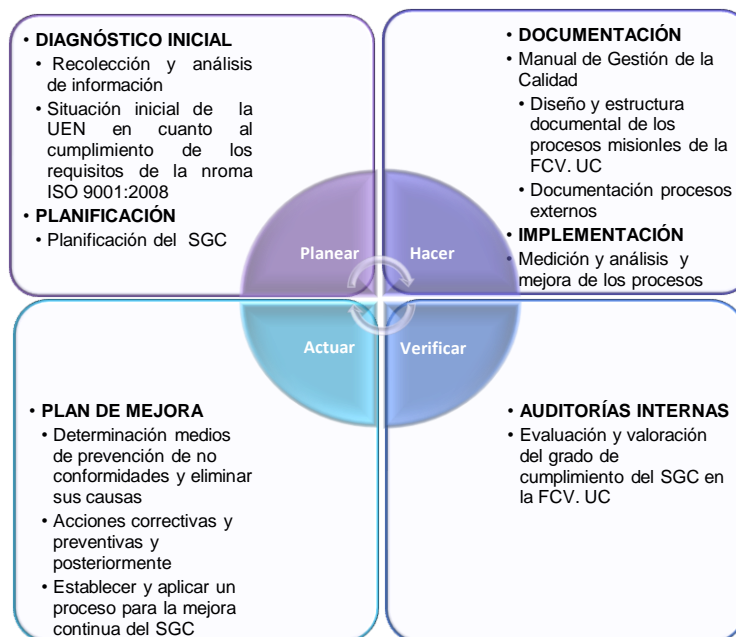 • DIAGNÓSTICO INICIAL
• Recolección y análisis
de información
• Situación inicial de la
UEN en cuanto al
cumplimiento de los
requisitos de la nroma
ISO 9001:2008
• PLANIFICACIÓN
• Planificación del SGC
• DOCUMENTACIÓN
• Manual de Gestión de la
Calidad
• Diseño y estructura
documental de los
procesos misionles de la
FCV. UC
• Documentación procesos
externos
• IMPLEMENTACIÓN
• Medición y análisis y
mejora de los procesos
Planear
Hacer
Actuar
Verificar
• PLAN DE MEJORA
• Determinación medios
de prevención de no
conformidades y eliminar
sus causas
• Acciones correctivas y
preventivas y
posteriormente
• Establecer y aplicar un
proceso para la mejora
continua del SGC
• AUDITORÍAS INTERNAS
• Evaluación y valoración
del grado de
cumplimiento del SGC en
la FCV. UC